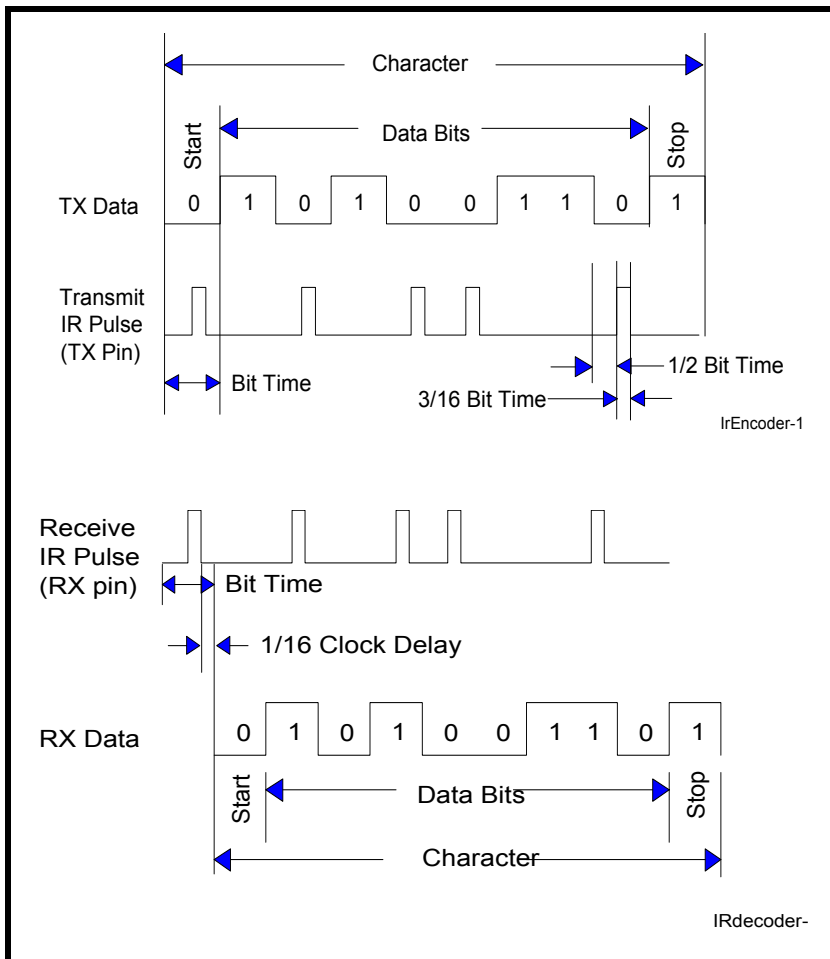 Character
Start
Data Bits
Stop
TX Data
0 1 0 1 0 0 1 1 0 1
Transmit
IR Pulse
(TX Pin)
Bit Time
1/2 Bit Time
3/16 Bit Time
IrEncoder-1
Receive
IR Pulse
(RX pin)
Bit Time
1/16 Clock Delay
RX Data
0 1 0 1 0 0 1 1 0 1
Start
Data Bits
Stop
Character
IRdecoder-